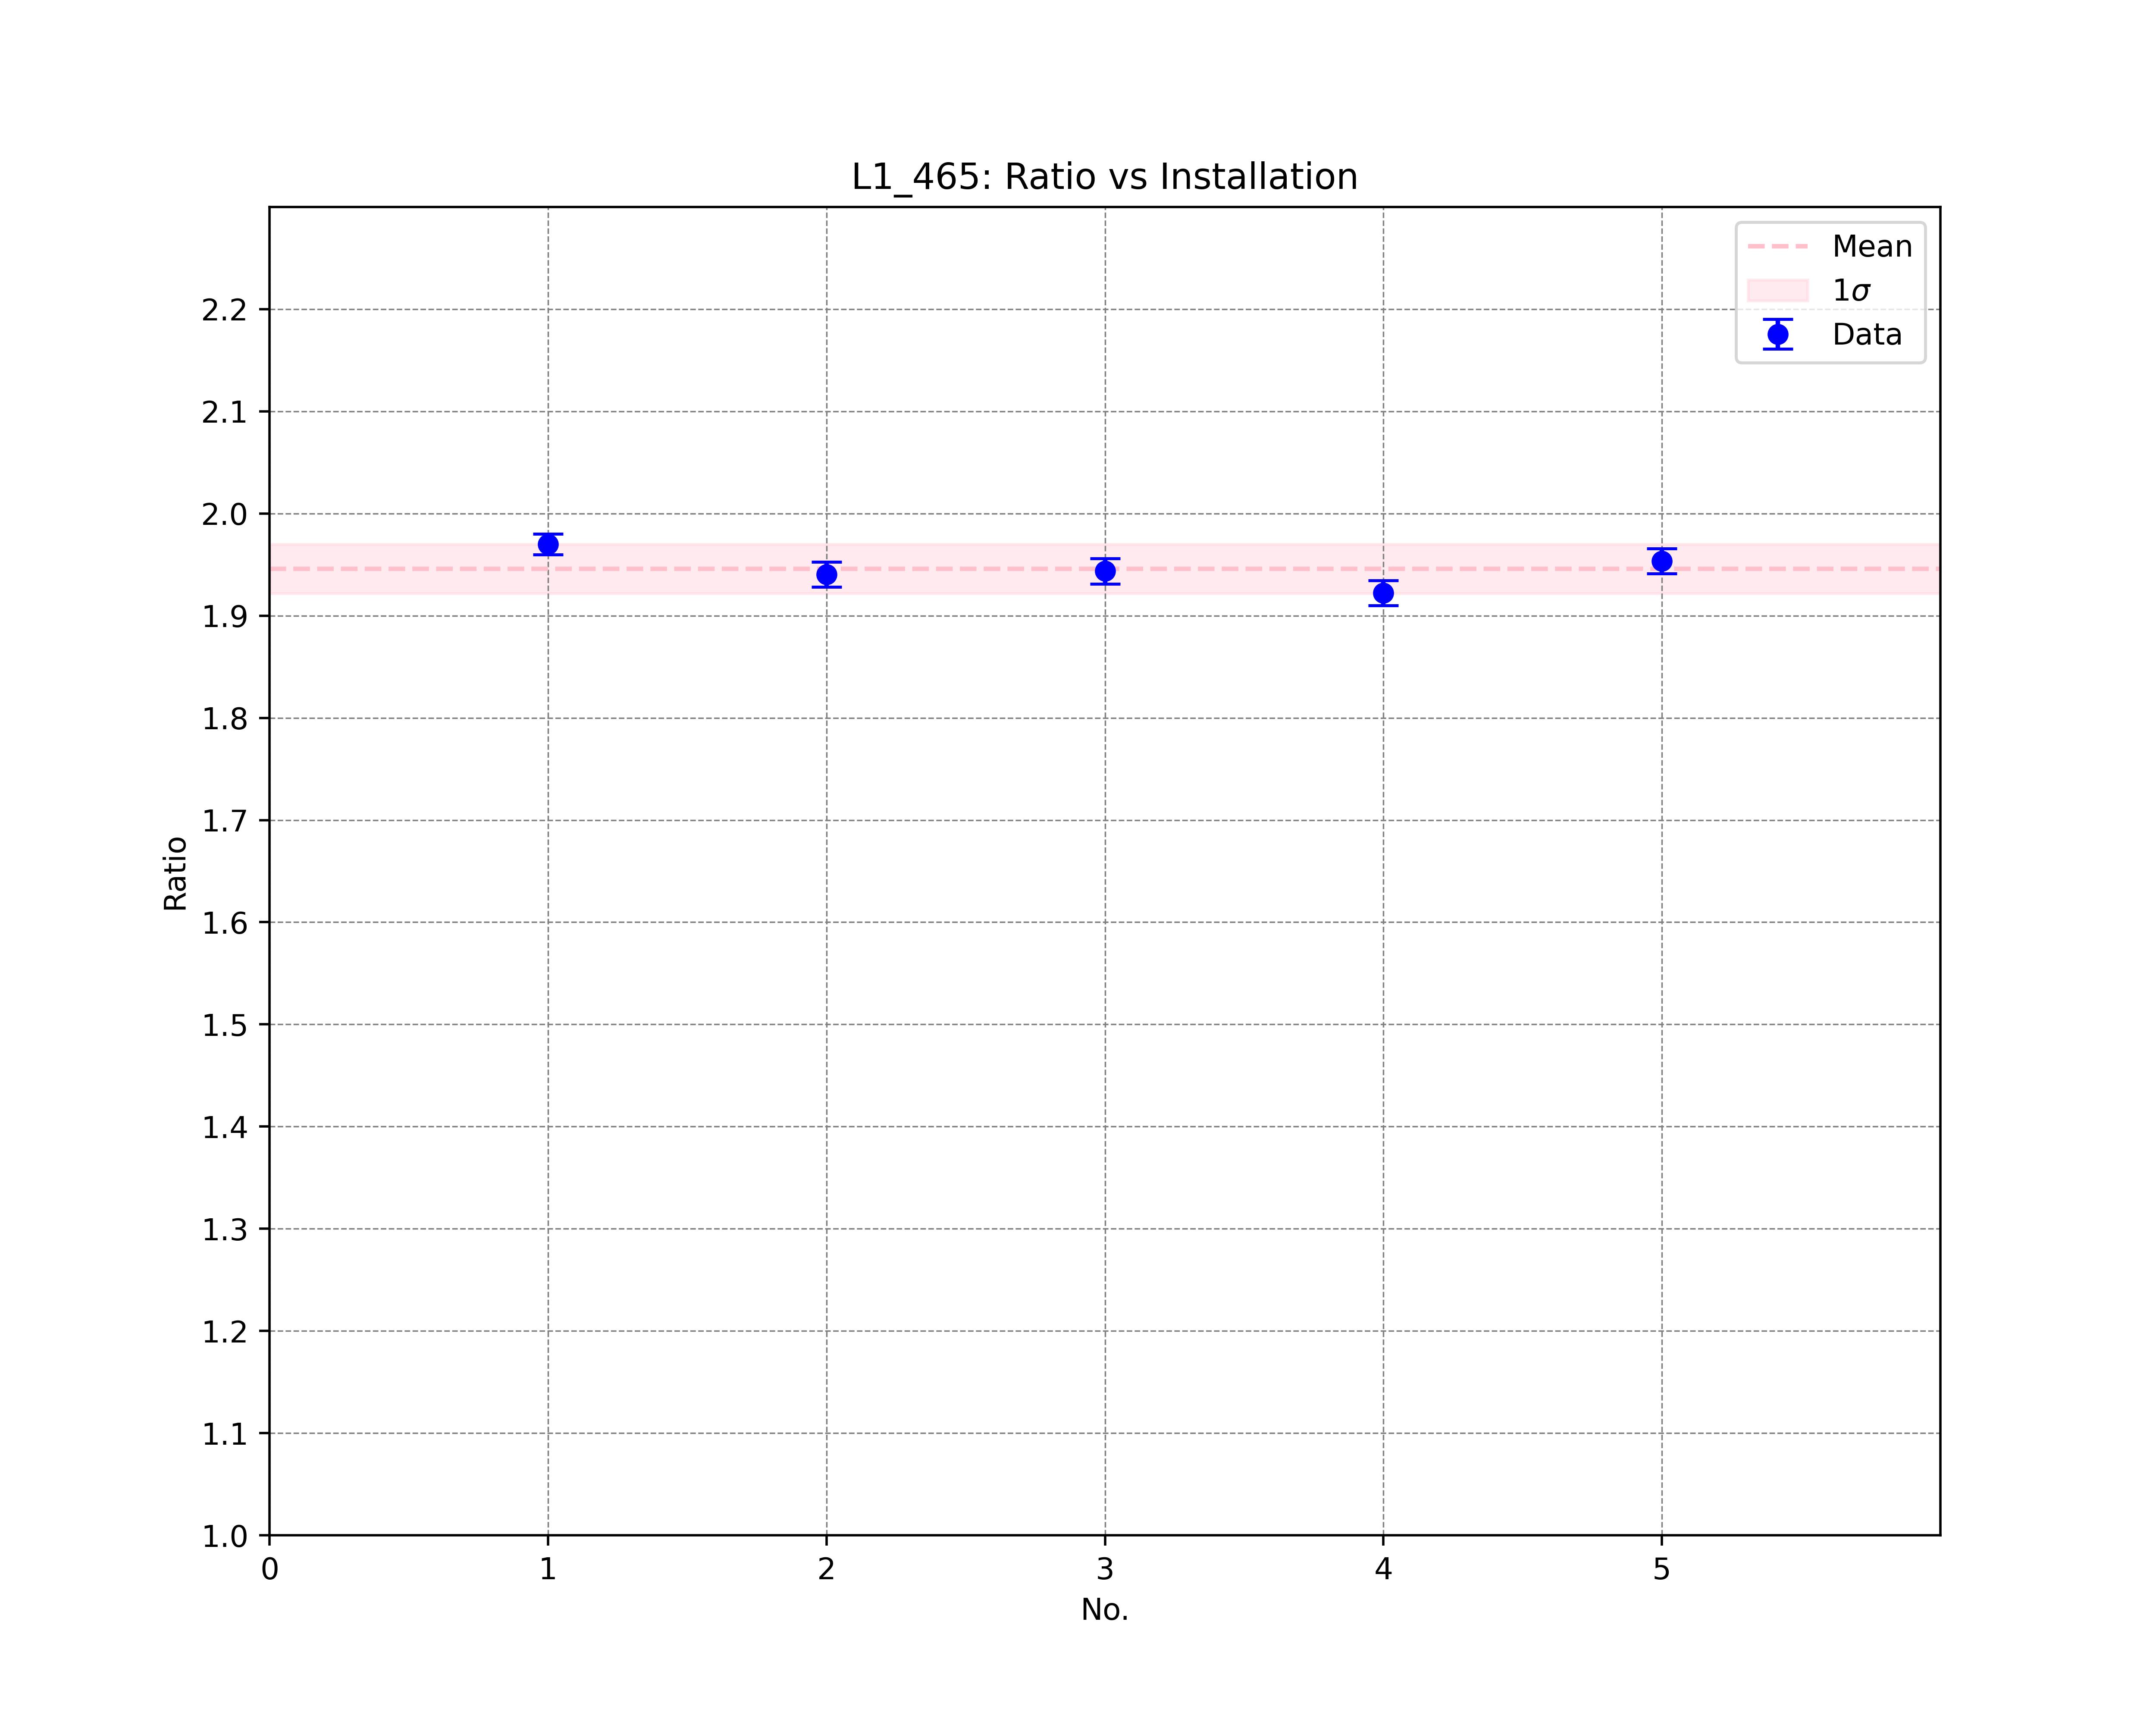 L1_465: Ratio vs Installation
Mean
1σ
Data
2.2
2.1
2.0
1.9
1.8
1.7
1.6
1.5
1.4
1.3
1.2
1.1
1.0
Ratio
0 1 2 3 4 5
No.